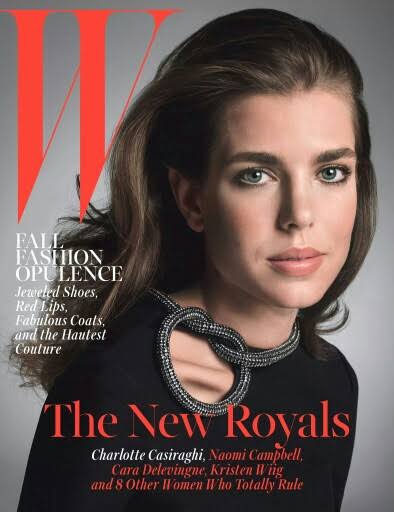 W
FALL
FASHION
OPULENCE
Jeweled Shoes,
Red Lips,
Fabulous Coats,
and the Hautest
Couture
The New Royals
Charlotte Casiraghi, Naomi Campbell,
Cara Delevingne, Kristen Wiig
and 8 Other Women Who Totally Rule